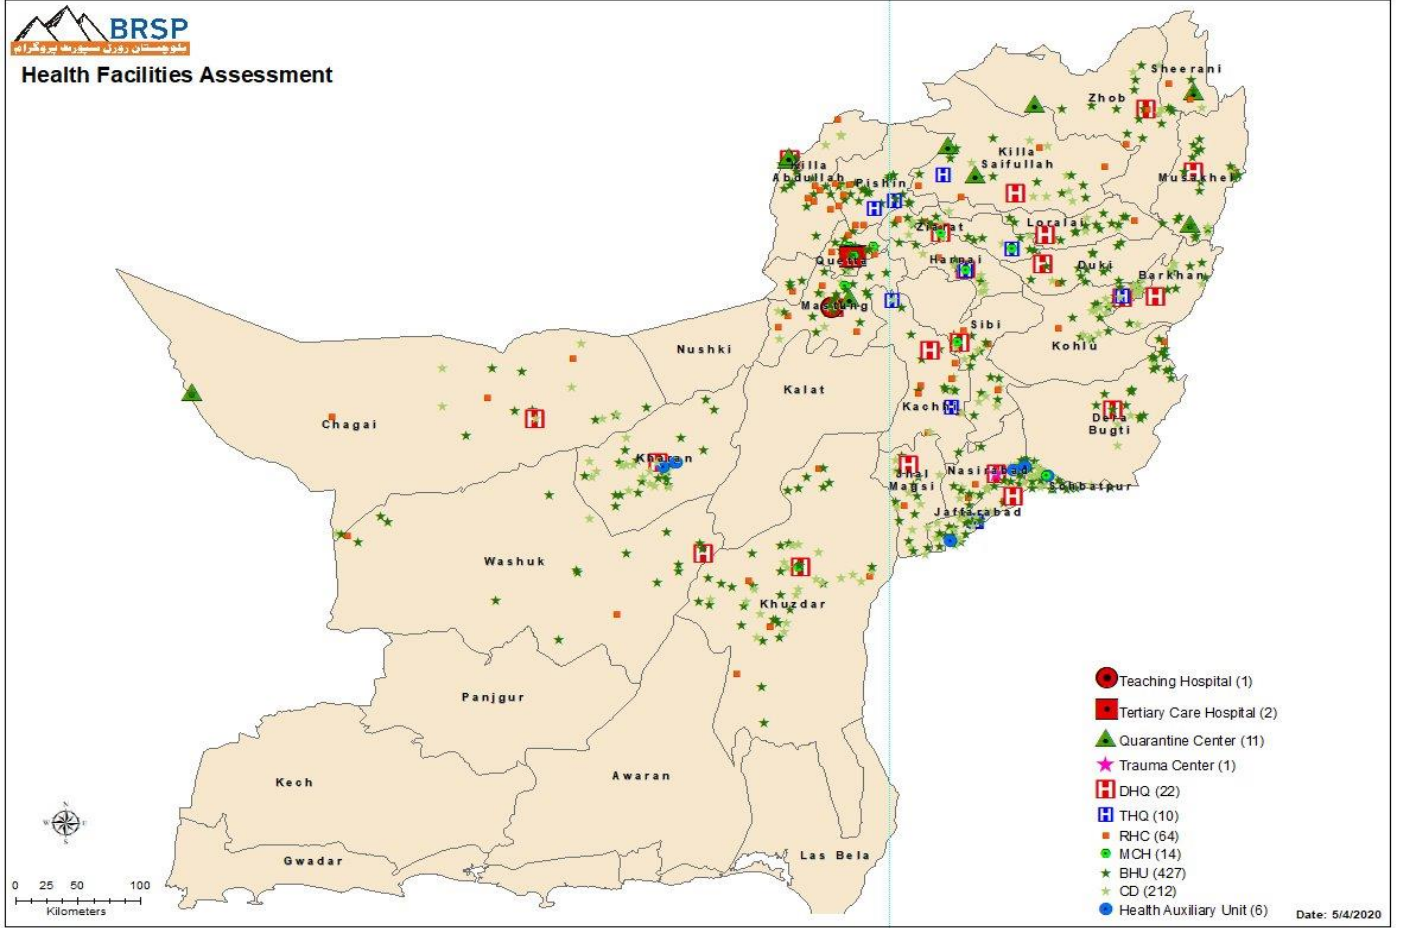 BRSP
بلوچستان رورل سپورٹ پروگرام
Health Facilities Assessment
Sheerani
Zhob
Killa
Saifullah
Killa
Abdullah
Pishin
Musakhel
Ziarat
Loralai
Quetta
Harnai
Duki
Barkhan
Mastung
Sibi
Kohlu
Nushki
Kalat
Kachhi
Chagai
Dera
Bugti
Kharan
Jhal
Magsi
Nasirabad
Sohbatpur
Jaffarabad
Washuk
Khuzdar
Panjgur
Kech
Awaran
Gwadar
Las Bela
Teaching Hospital (1)
Tertiary Care Hospital (2)
Quarantine Center (11)
Trauma Center (1)
DHQ (22)
THQ (10)
RHC (64)
MCH (14)
BHU (427)
CD (212)
Health Auxiliary Unit (6)
N
W E
S
0 25 50 100
Kilometers
Date: 5/4/2020